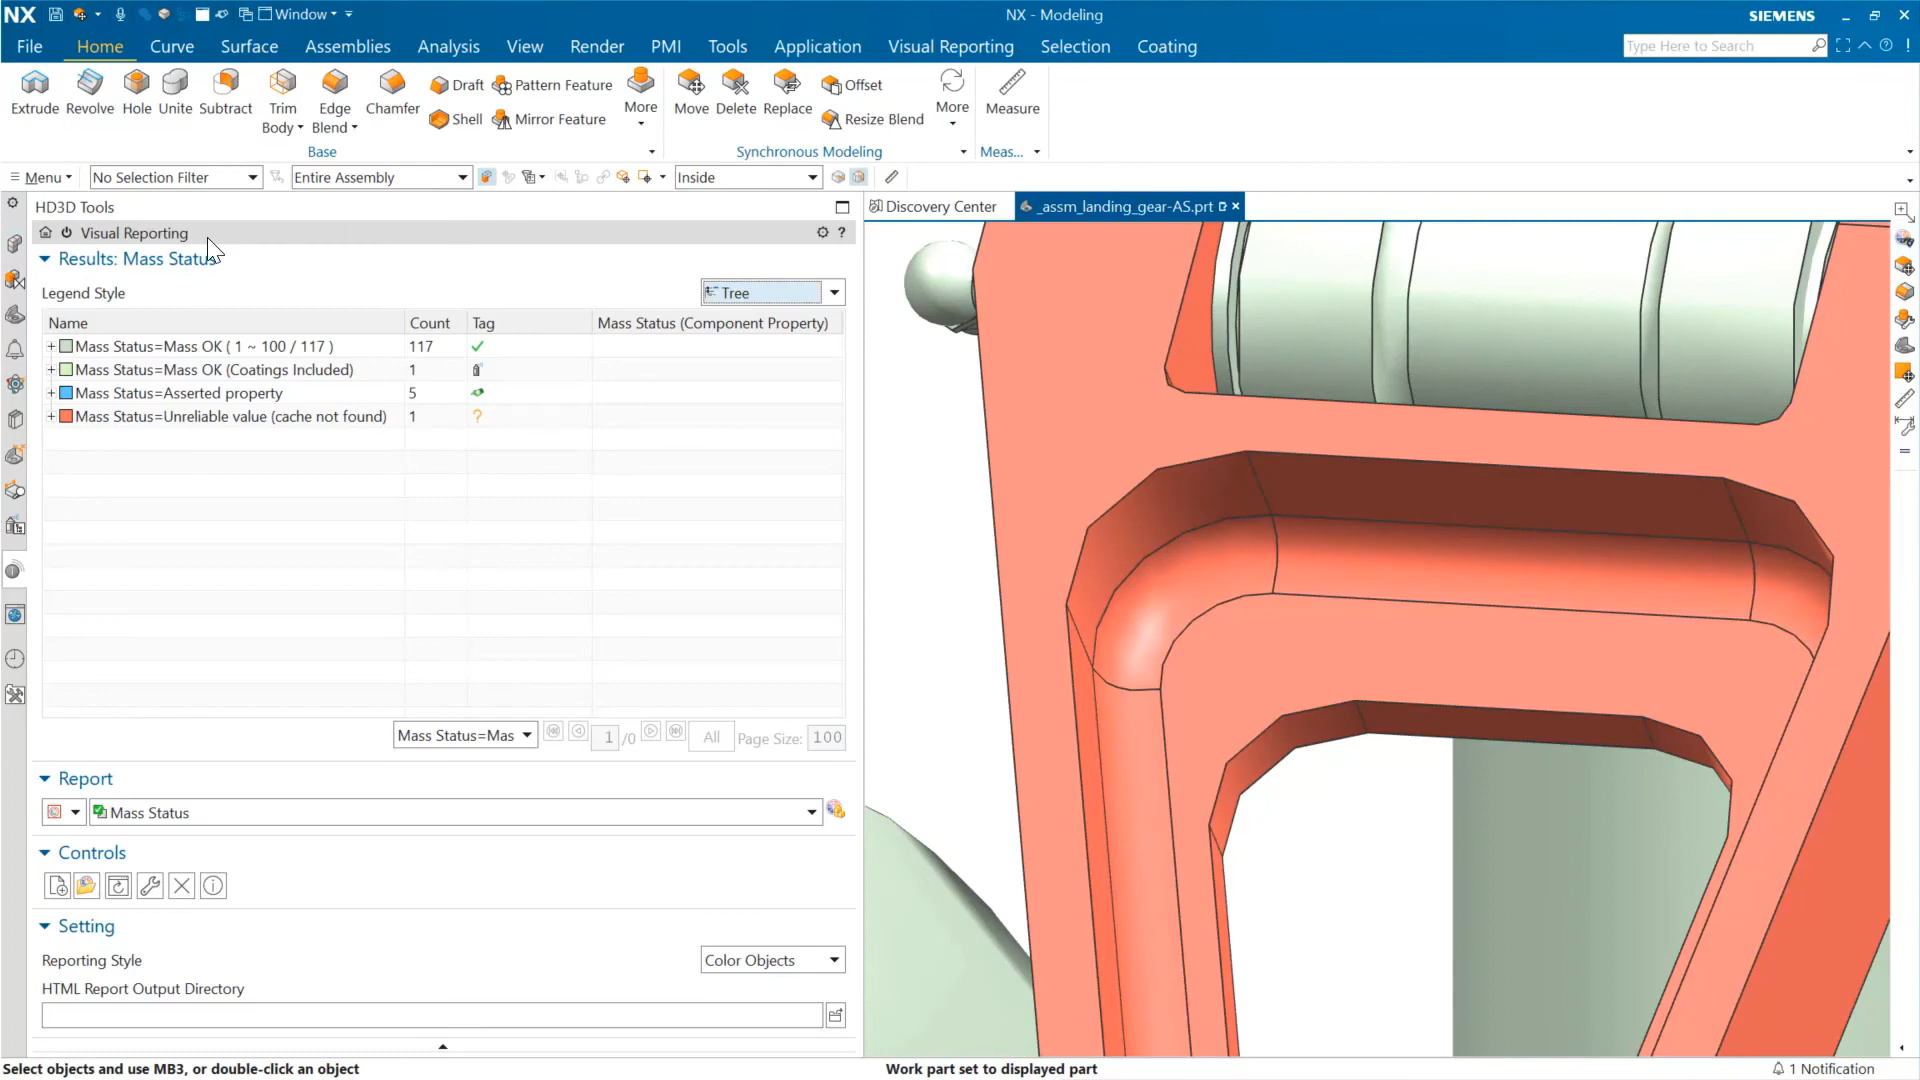 NX Window NX - Modeling SIEMENS
File Home Curve Surface Assemblies Analysis View Render PMI Tools Application Visual Reporting Selection Coating Type Here to Search
Extrude Revolve Hole Unite Subtract Trim Body Edge Blend Chamfer Draft Pattern Feature More Move Delete Replace Offset More Measure
Shell Mirror Feature Resize Blend
Base Synchronous Modeling Meas...
Menu No Selection Filter Entire Assembly Inside
HD3D Tools Discovery Center _assm_landing_gear-AS.prt
Visual Reporting
Results: Mass Status
Legend Style Tree
Name Count Tag Mass Status (Component Property)
Mass Status=Mass OK ( 1 ~ 100 / 117 ) 117
Mass Status=Mass OK (Coatings Included) 1
Mass Status=Asserted property 5
Mass Status=Unreliable value (cache not found) 1 ?
Mass Status=Mas 1 /0 All Page Size: 100
Report
Mass Status
Controls
Setting
Reporting Style Color Objects
HTML Report Output Directory
Select objects and use MB3, or double-click an object Work part set to displayed part 1 Notification